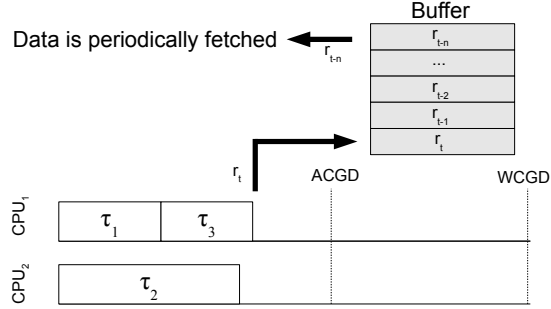 Buffer
Data is periodically fetched
r_{t-n}
r_{t-n}
...
r_{t-2}
r_{t-1}
r_t
r_t
ACGD
WCGD
CPU_1
τ_1
τ_3
CPU_2
τ_2